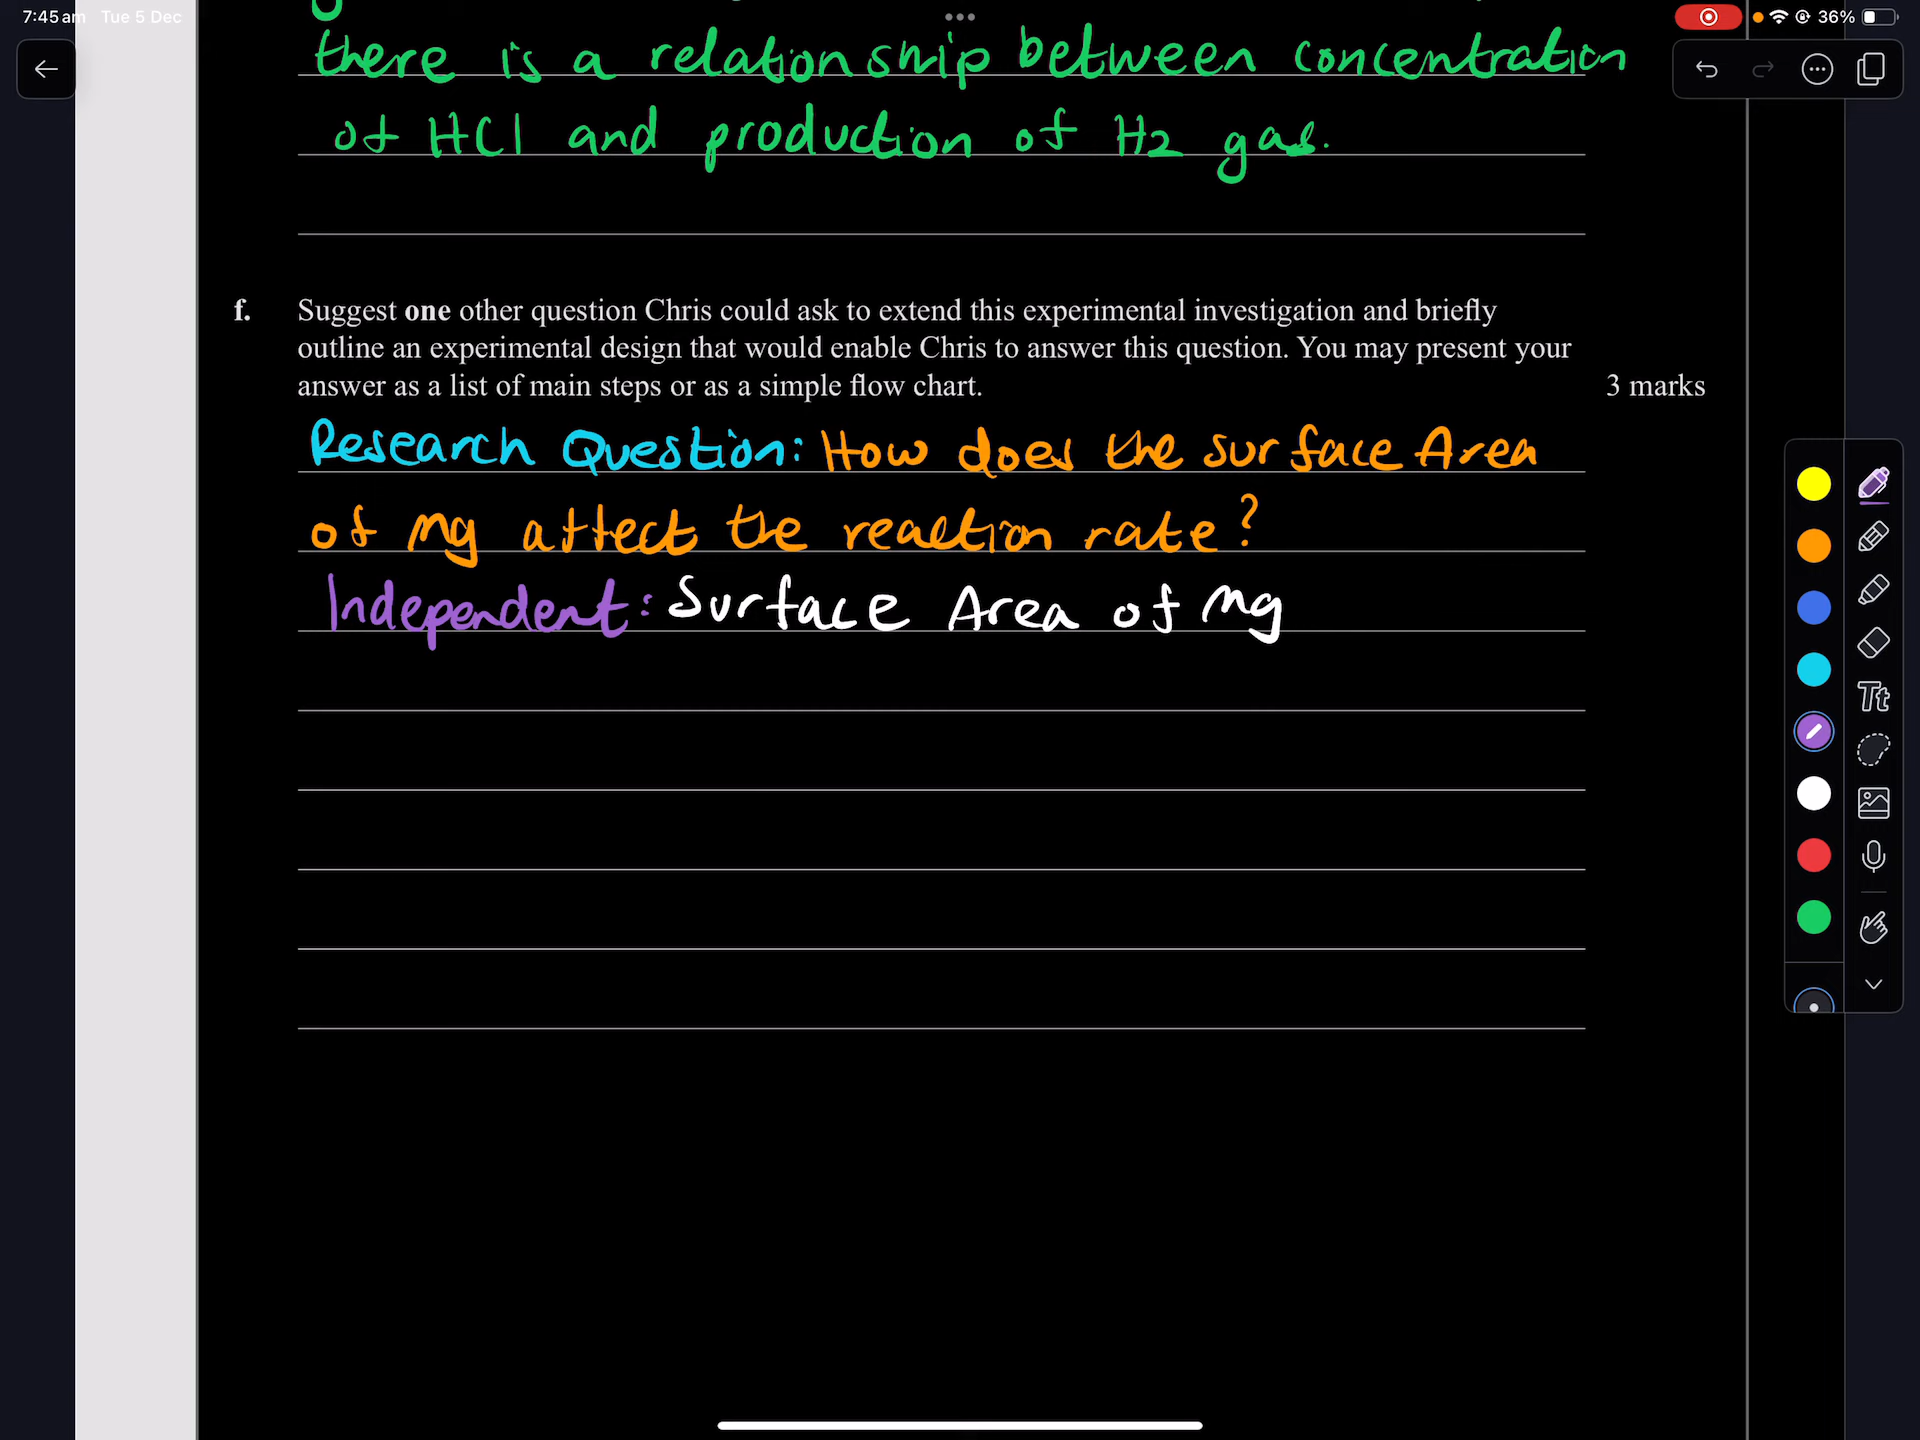 7:45 am Tue 5 Dec
36%
there is a relationship between concentration
of HCl and production of H2 gas.
f. Suggest one other question Chris could ask to extend this experimental investigation and briefly
outline an experimental design that would enable Chris to answer this question. You may present your
answer as a list of main steps or as a simple flow chart.
3 marks
Research Question: How does the surface Area
of Mg affect the reaction rate?
Independent: Surface Area of Mg
Tt